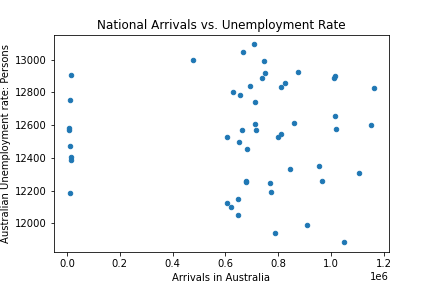 National Arrivals vs. Unemployment Rate
Australian Unemployment rate: Persons
13000
12800
12600
12400
12200
12000
0.0 0.2 0.4 0.6 0.8 1.0 1.2
1e6
Arrivals in Australia